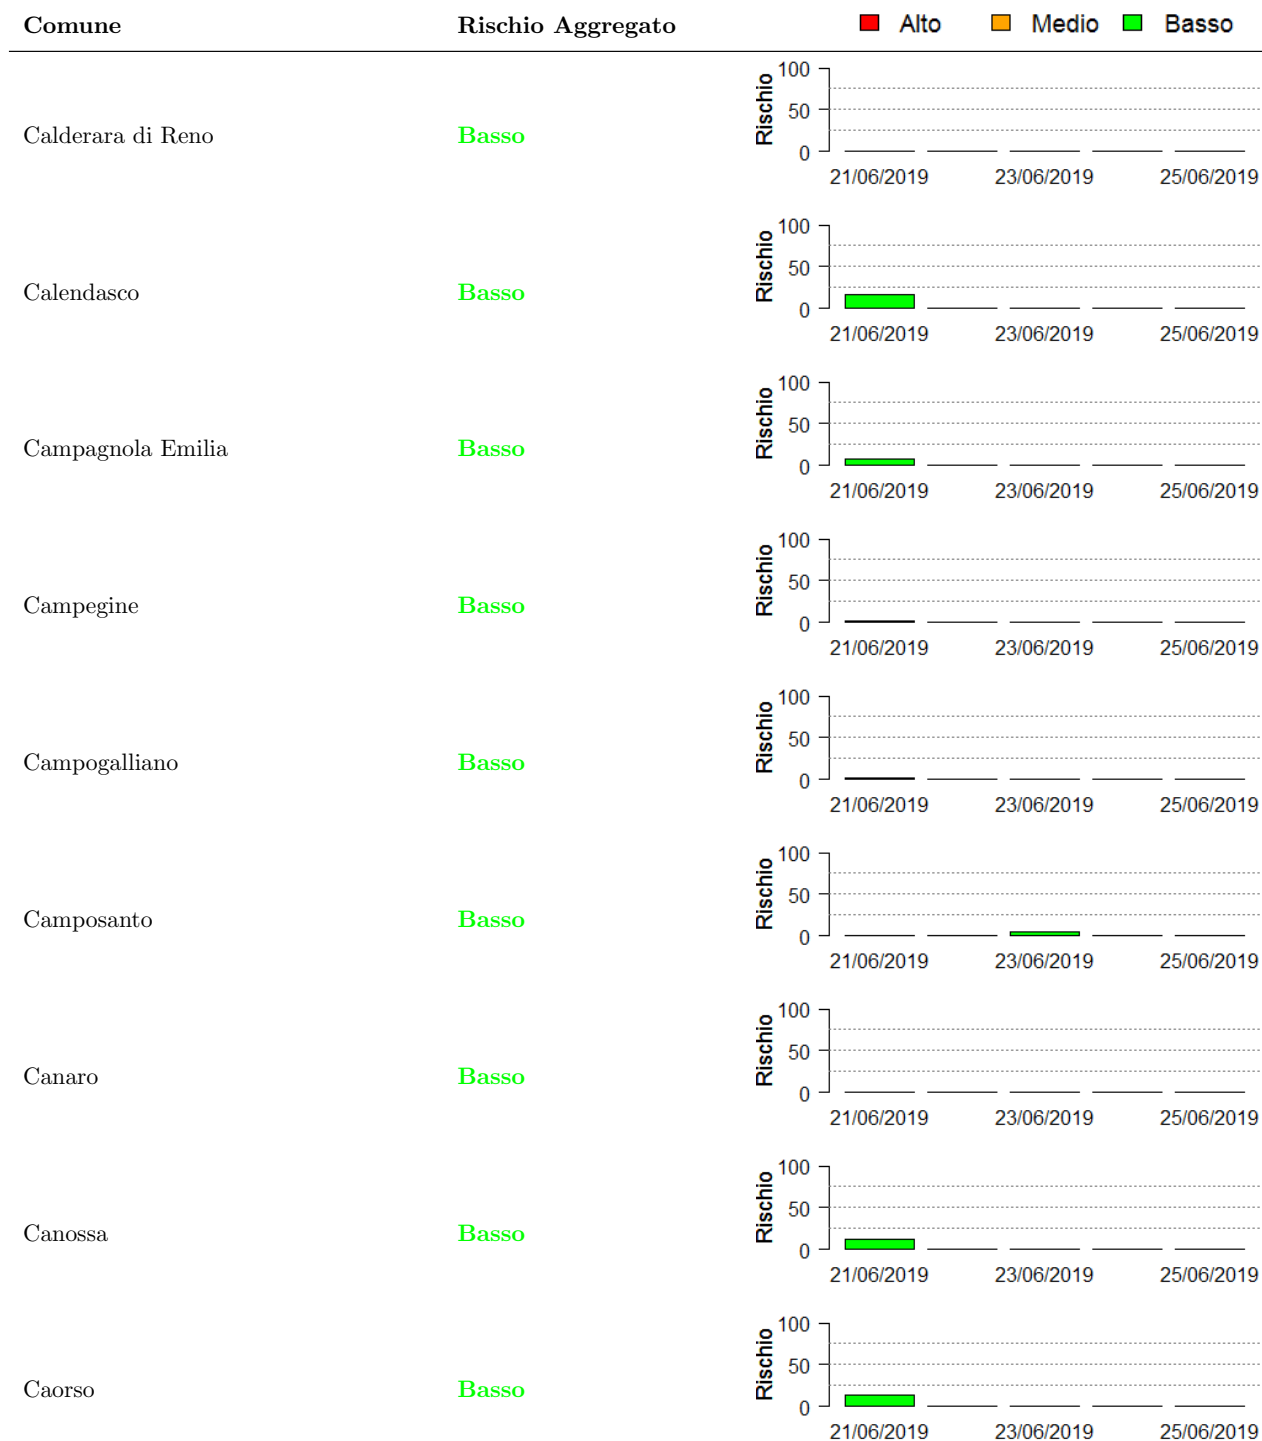 Comune Rischio Aggregato Alto Medio Basso
Calderara di Reno Basso Rischio 100 50 0
21/06/2019 23/06/2019 25/06/2019
Calendasco Basso Rischio 100 50 0
21/06/2019 23/06/2019 25/06/2019
Campagnola Emilia Basso Rischio 100 50 0
21/06/2019 23/06/2019 25/06/2019
Campegine Basso Rischio 100 50 0
21/06/2019 23/06/2019 25/06/2019
Campogalliano Basso Rischio 100 50 0
21/06/2019 23/06/2019 25/06/2019
Camposanto Basso Rischio 100 50 0
21/06/2019 23/06/2019 25/06/2019
Canaro Basso Rischio 100 50 0
21/06/2019 23/06/2019 25/06/2019
Canossa Basso Rischio 100 50 0
21/06/2019 23/06/2019 25/06/2019
Caorso Basso Rischio 100 50 0
21/06/2019 23/06/2019 25/06/2019